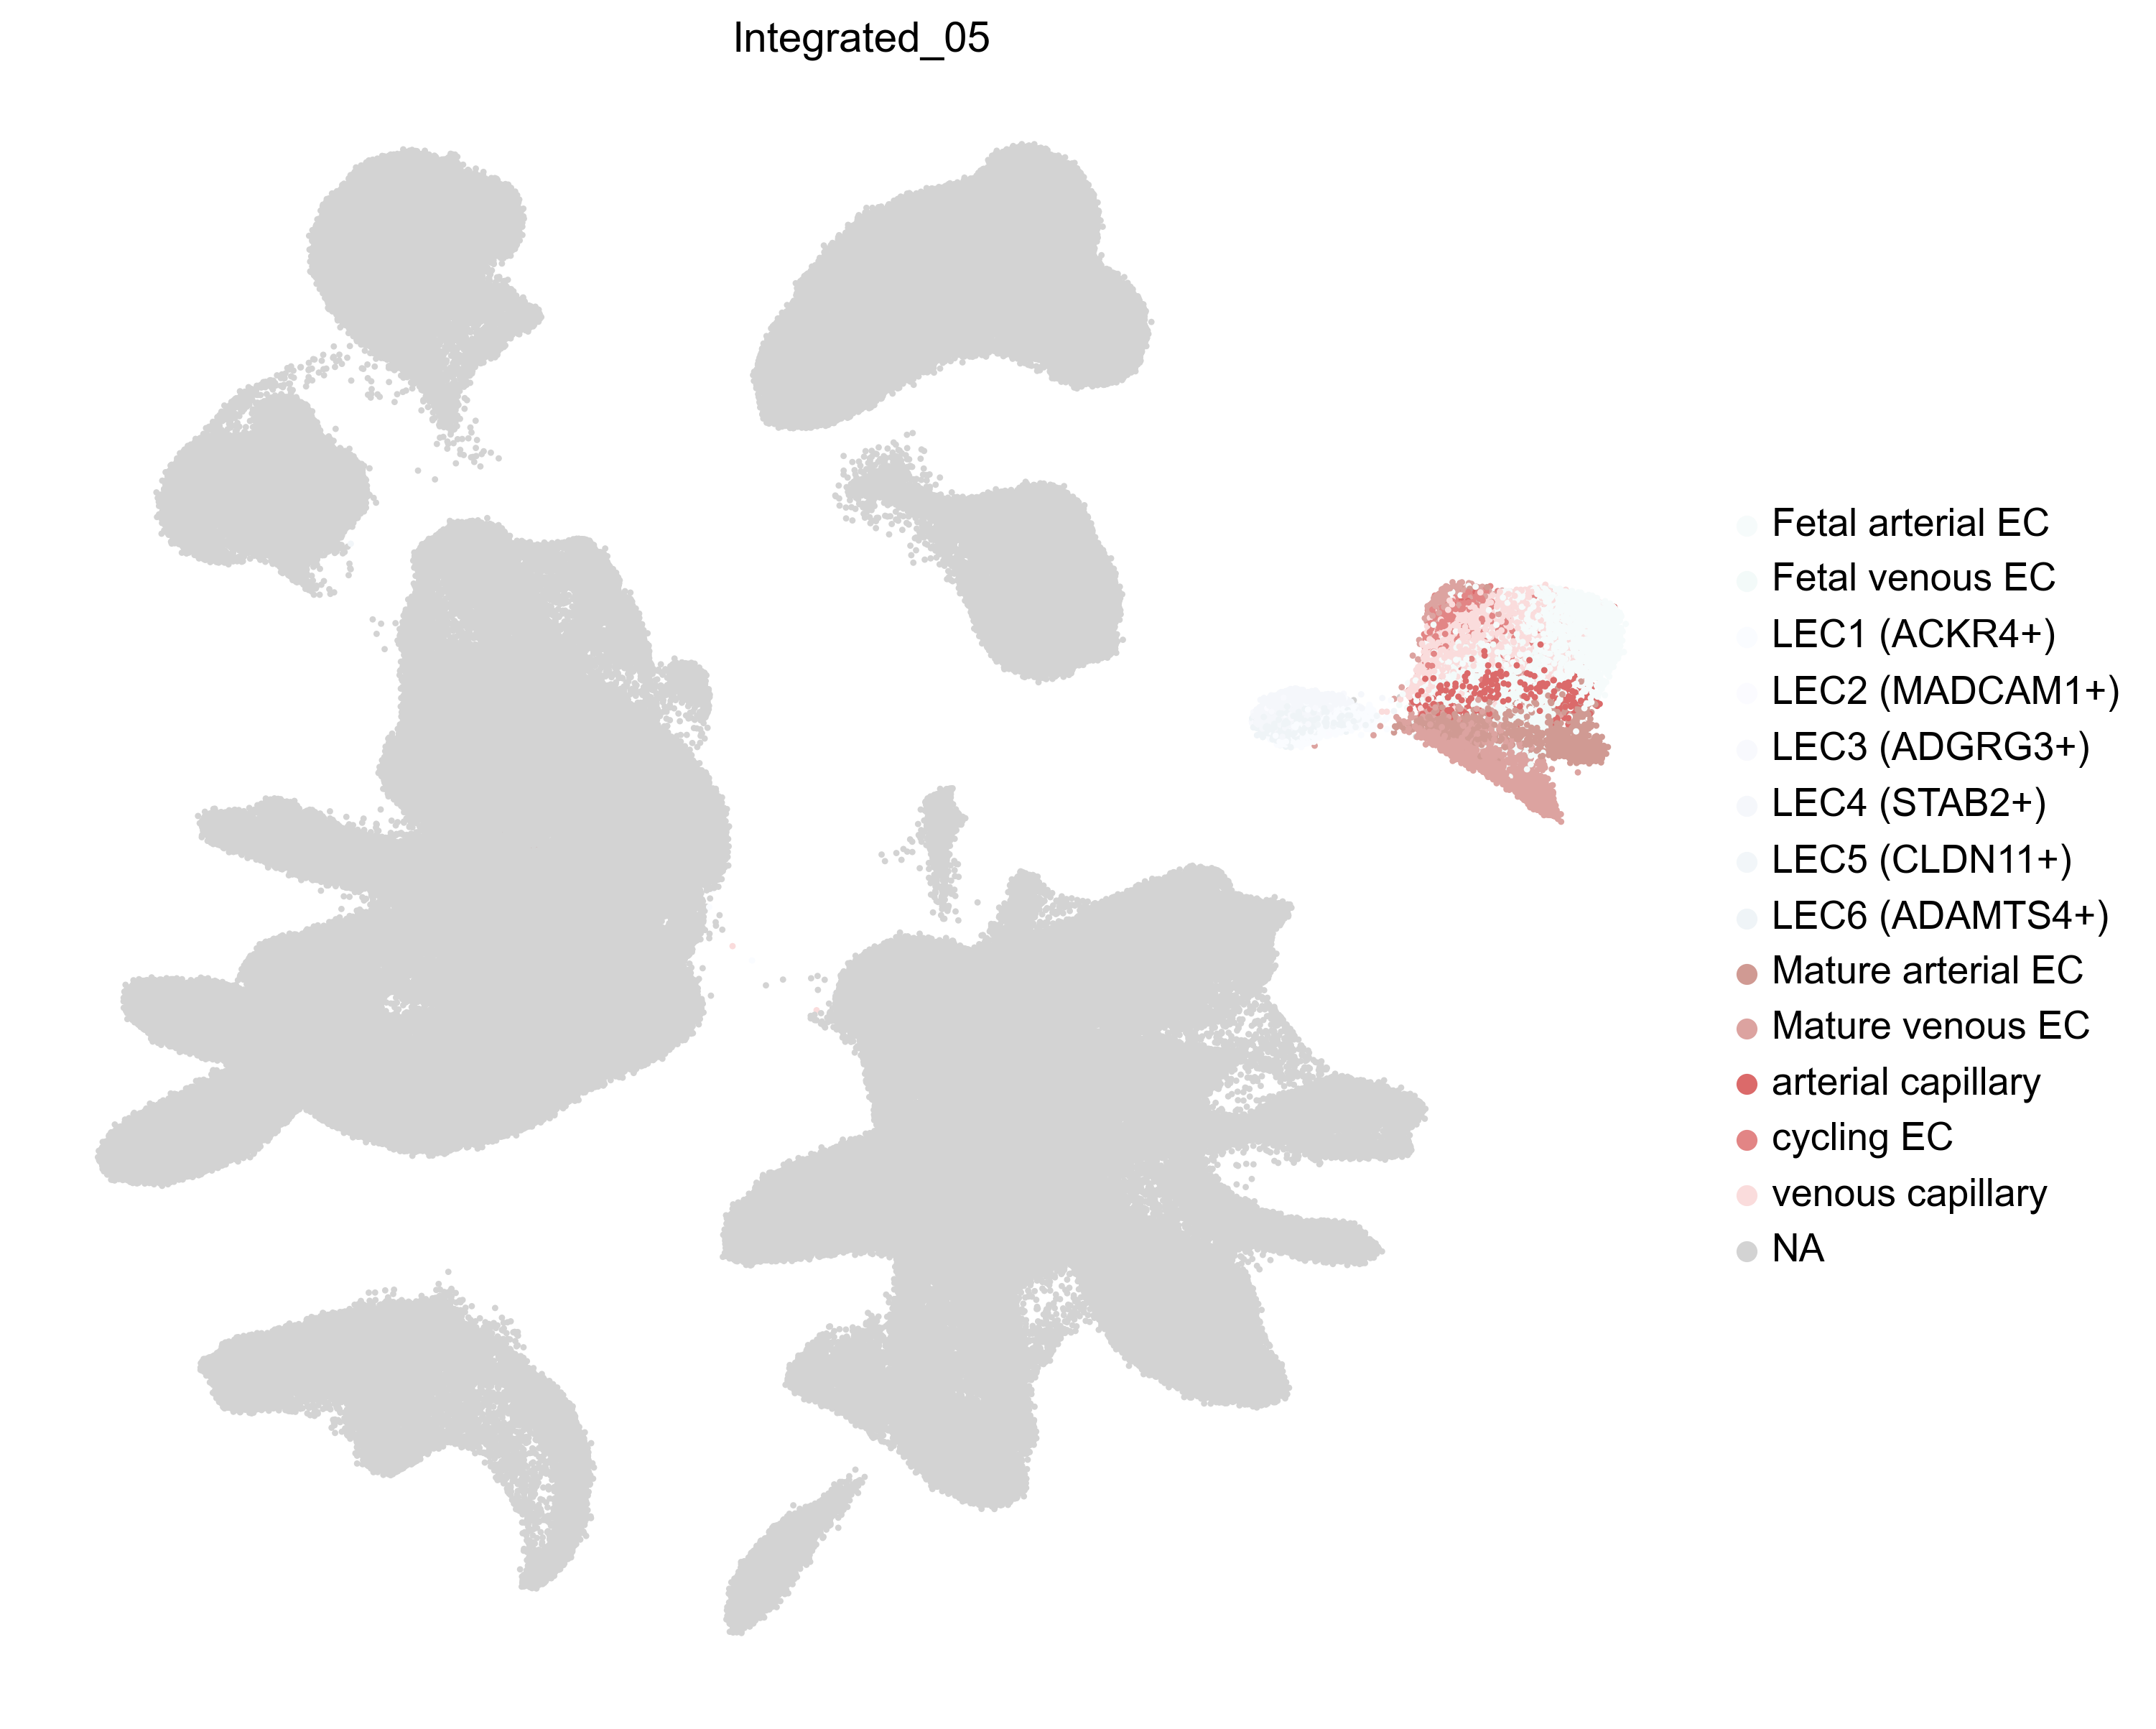 Integrated_05
Fetal arterial EC
Fetal venous EC
LEC1 (ACKR4+)
LEC2 (MADCAM1+)
LEC3 (ADGRG3+)
LEC4 (STAB2+)
LEC5 (CLDN11+)
LEC6 (ADAMTS4+)
Mature arterial EC
Mature venous EC
arterial capillary
cycling EC
venous capillary
NA